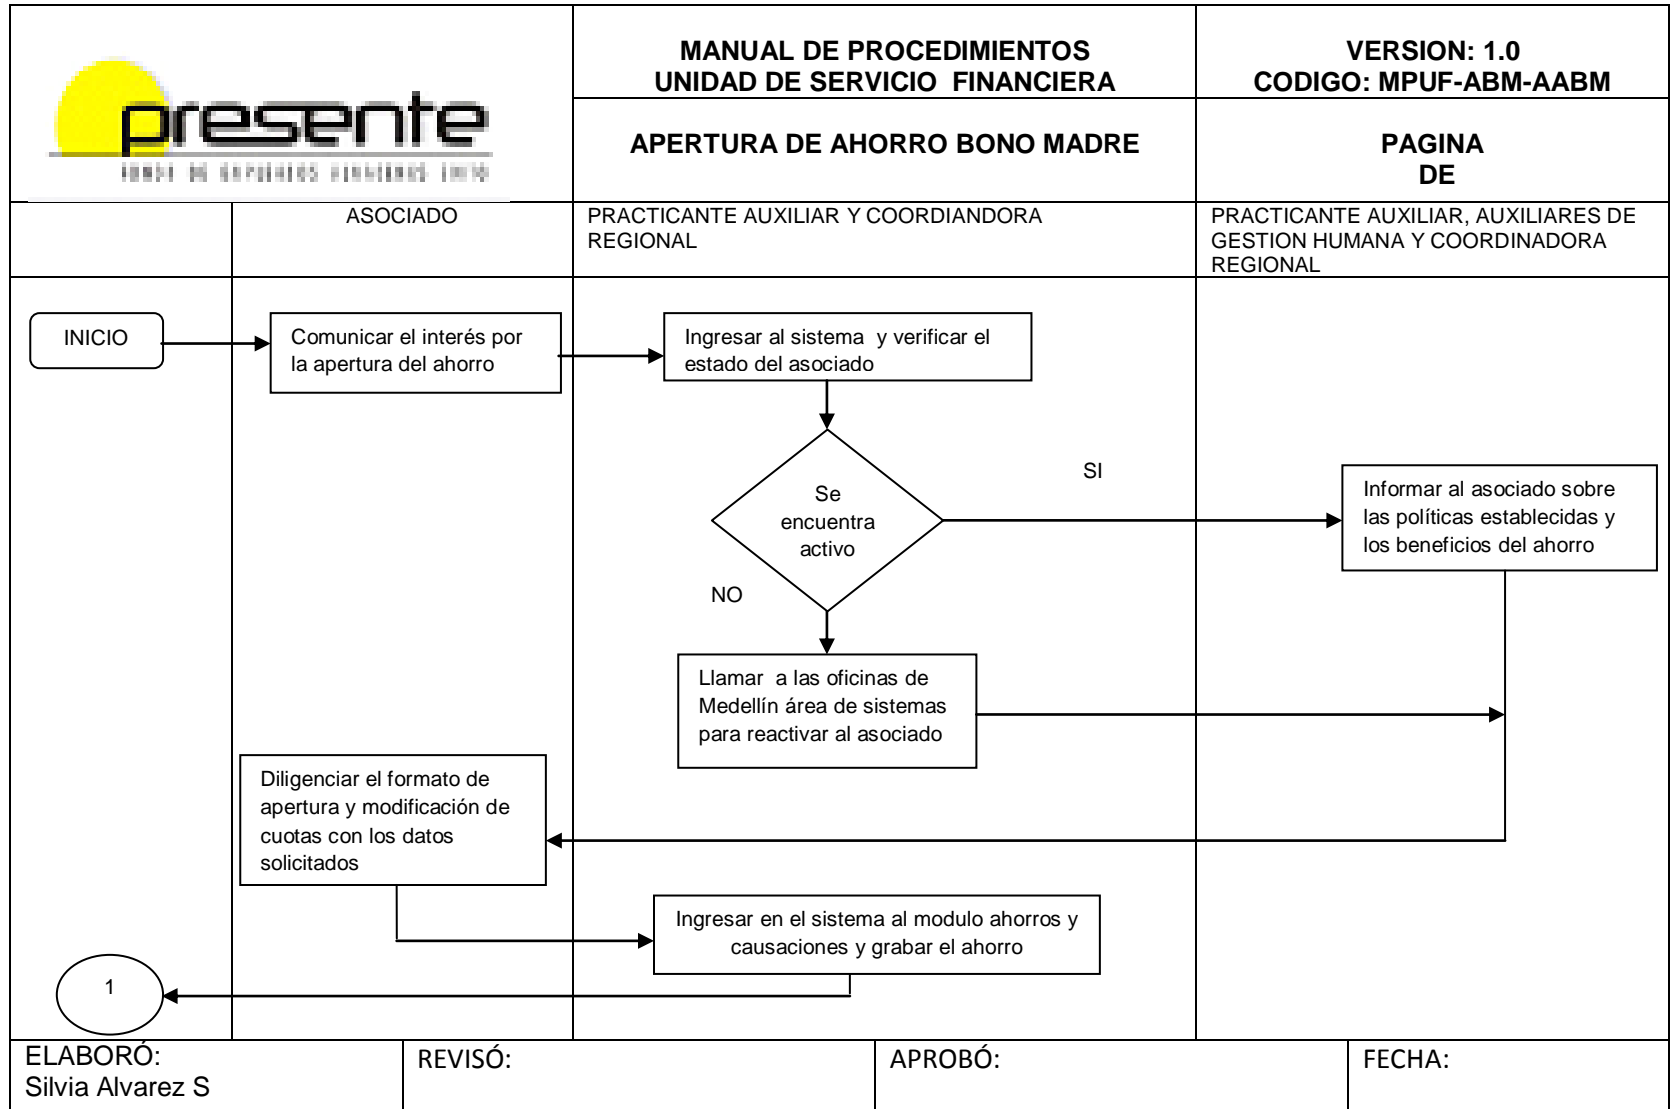 presente
MANUAL DE PROCEDIMIENTOS
UNIDAD DE SERVICIO FINANCIERA
VERSION: 1.0
CODIGO: MPUF-ABM-AABM
APERTURA DE AHORRO BONO MADRE
PAGINA
DE
ASOCIADO
PRACTICANTE AUXILIAR Y COORDIANDORA
REGIONAL
PRACTICANTE AUXILIAR, AUXILIARES DE
GESTION HUMANA Y COORDINADORA
REGIONAL
INICIO
Comunicar el interés por
la apertura del ahorro
Ingresar al sistema y verificar el
estado del asociado
Se
encuentra
activo
SI
Informar al asociado sobre
las políticas establecidas y
los beneficios del ahorro
NO
Llamar a las oficinas de
Medellín área de sistemas
para reactivar al asociado
Diligenciar el formato de
apertura y modificación de
cuotas con los datos
solicitados
Ingresar en el sistema al modulo ahorros y
causaciones y grabar el ahorro
1
ELABORÓ:
Silvia Alvarez S
REVISÓ:
APROBÓ:
FECHA: